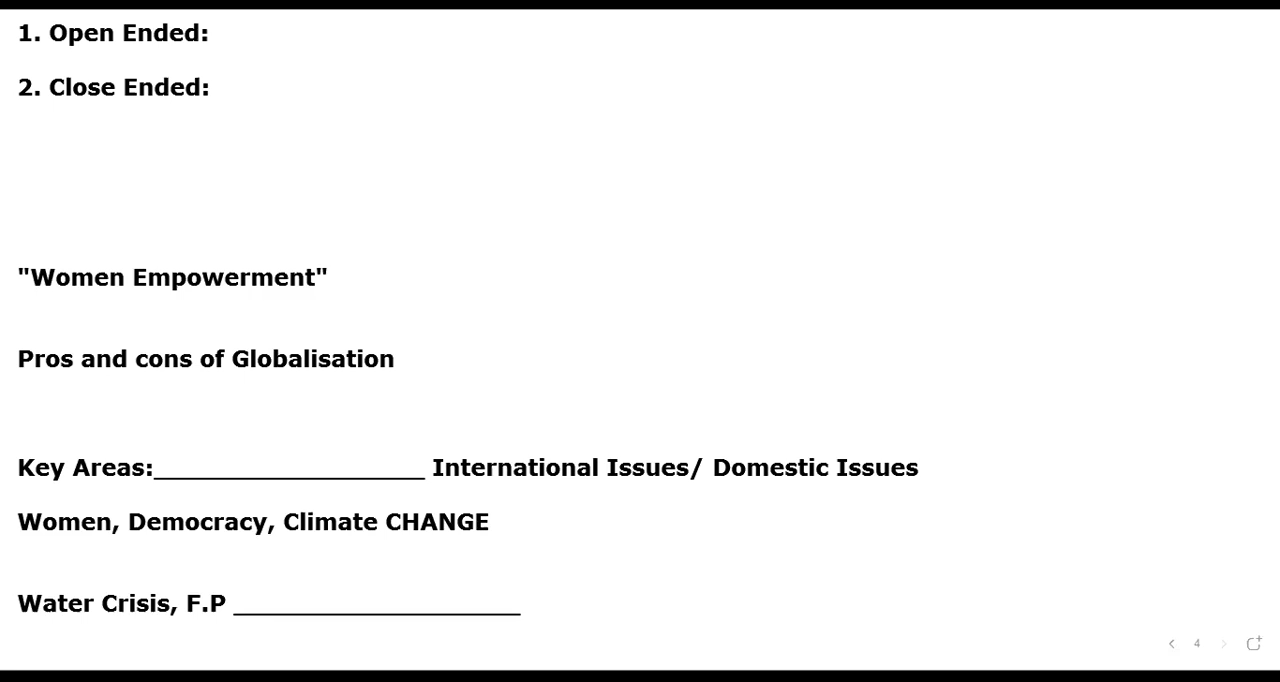 1. Open Ended:
2. Close Ended:
"Women Empowerment"
Pros and cons of Globalisation
Key Areas:____________________ International Issues/ Domestic Issues
Women, Democracy, Climate CHANGE
Water Crisis, F.P _____________________
4